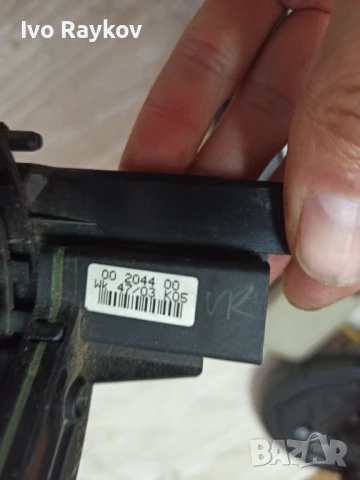 Ivo Raykov
00 2044 00
WK 47/03 K05
VK
BAZAR